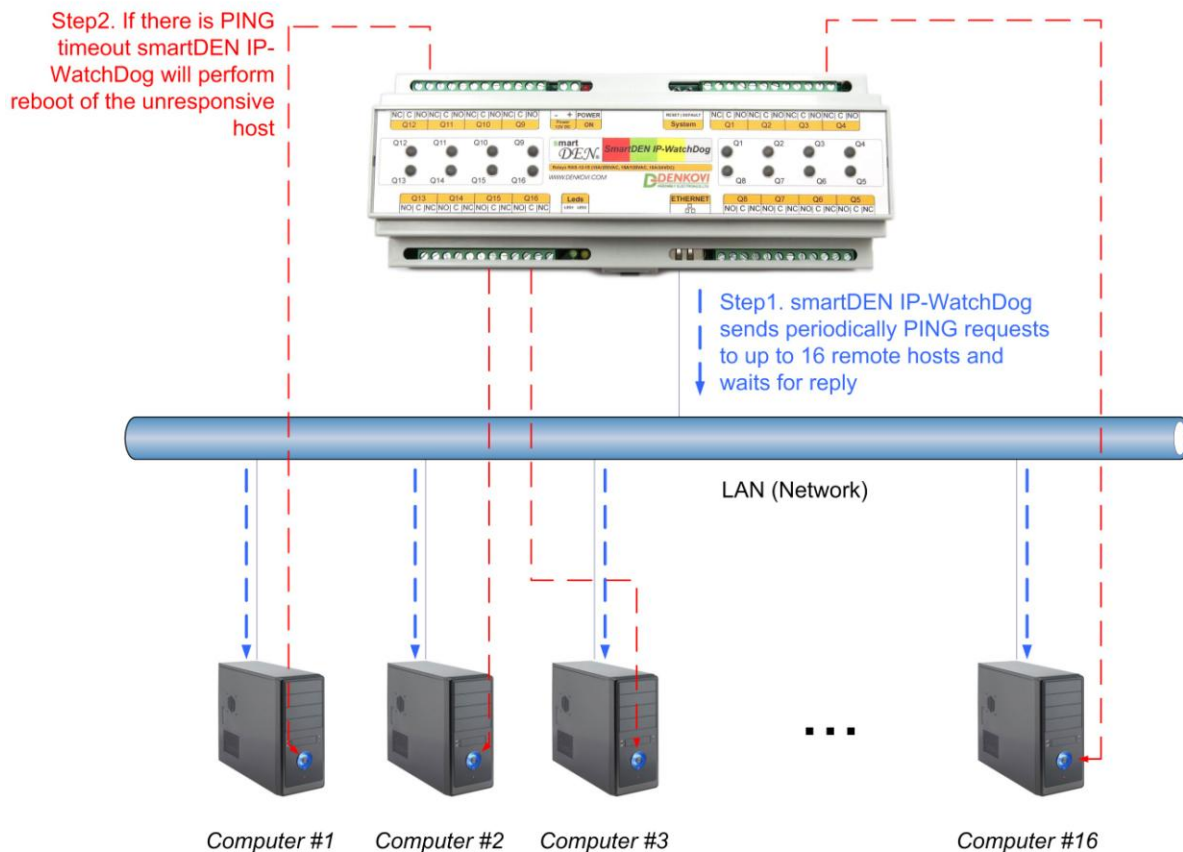 Step2. If there is PING
timeout smartDEN IP-
WatchDog will perform
reboot of the unresponsive
host
NC| C |NO|NC| C |NO|NC| C |NO|NC| C |NO
Q12 Q11 Q10 Q9
- + POWER
Power
ON
RESET | DEFAULT
System
NC| C |NO|NC| C |NO|NC| C |NO|NC| C |NO
Q1 Q2 Q3 Q4
Q12 Q11 Q10 Q9
Q13 Q14 Q15 Q16
smart
DEN
SmartDEN IP-WatchDog
WWW.DENKOVI.COM
DENKOVI
Q1 Q2 Q3 Q4
Q8 Q7 Q6 Q5
Q13 Q14 Q15 Q16
NO| C |NC|NO| C |NC|NO| C |NC|NO| C |NC
Leds
ETHERNET
Q8 Q7 Q6 Q5
NO| C |NC|NO| C |NC|NO| C |NC|NO| C |NC
Step1. smartDEN IP-WatchDog
sends periodically PING requests
to up to 16 remote hosts and
waits for reply
LAN (Network)
...
Computer #1 Computer #2 Computer #3 Computer #16